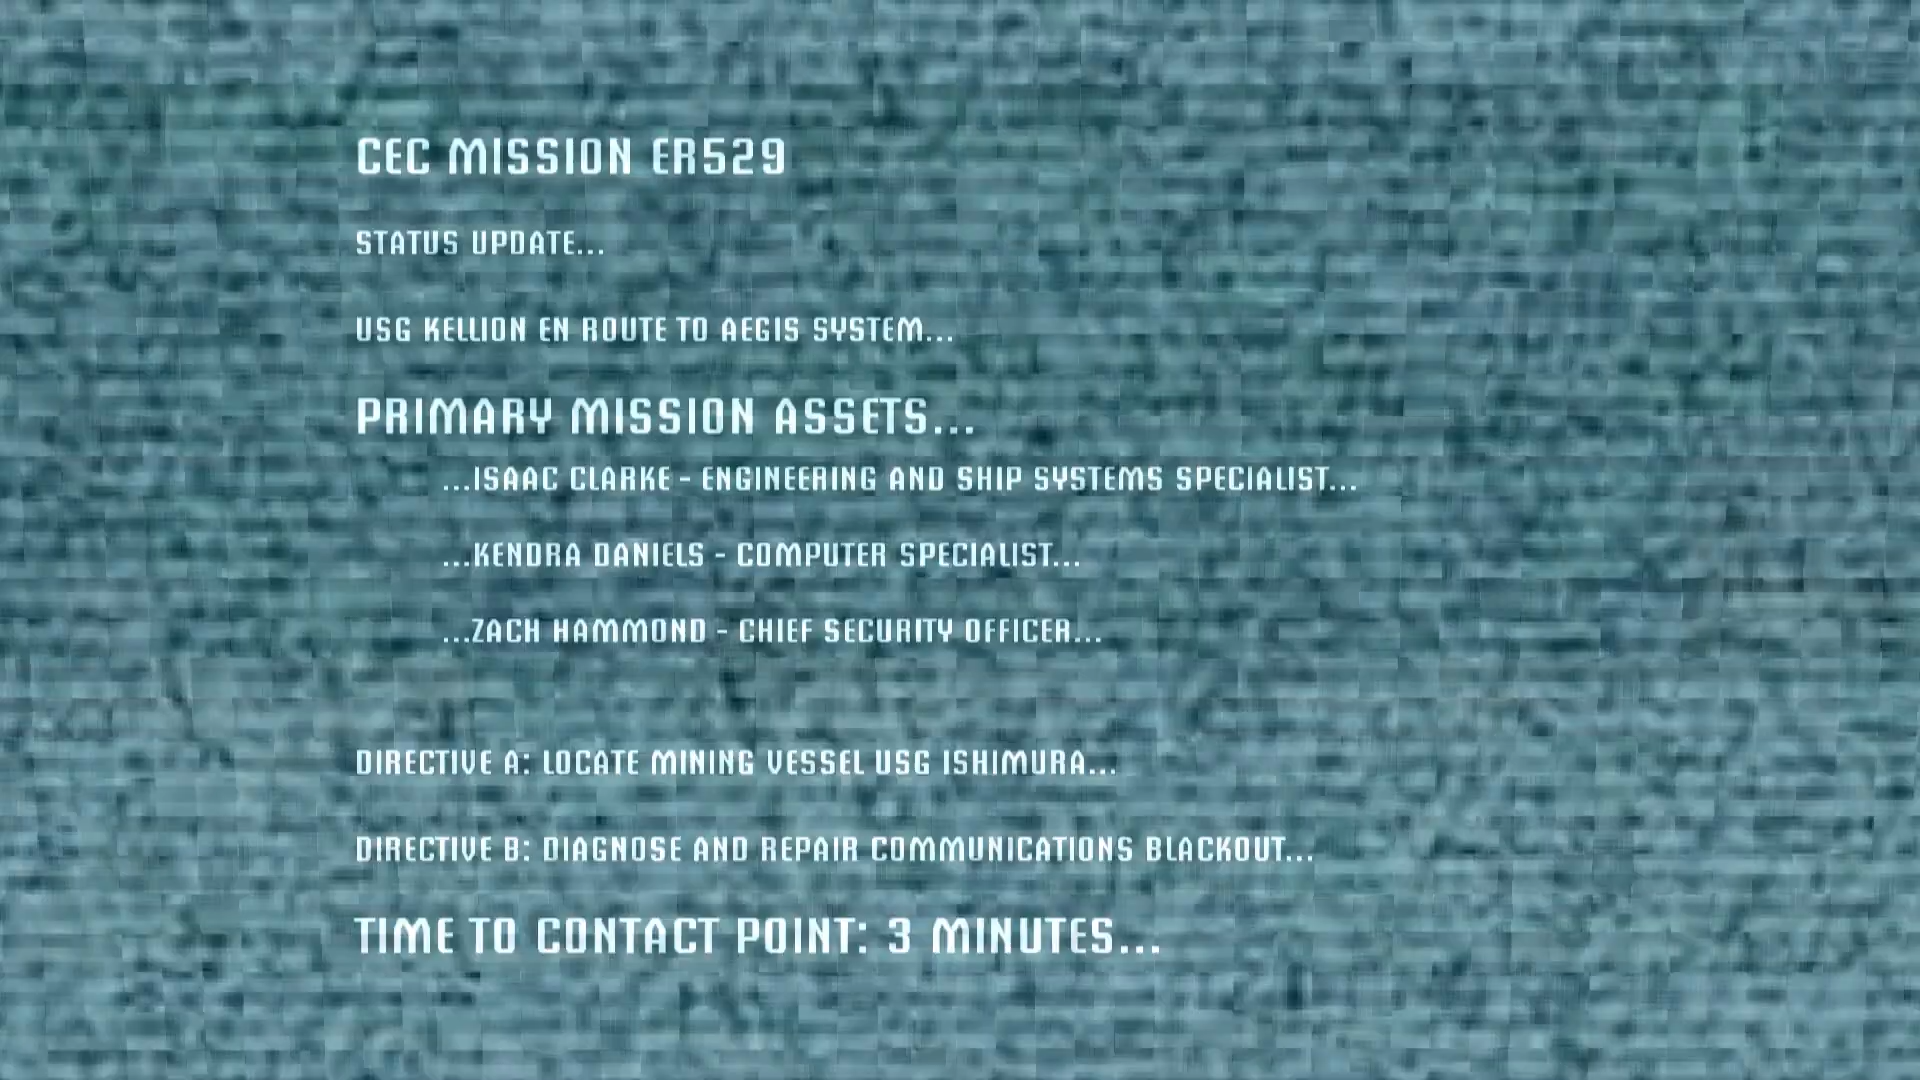 CEC MISSION ER529
STATUS UPDATE...
USG KELLION EN ROUTE TO AEGIS SYSTEM...
PRIMARY MISSION ASSETS...
...ISAAC CLARKE - ENGINEERING AND SHIP SYSTEMS SPECIALIST...
...KENDRA DANIELS - COMPUTER SPECIALIST...
...ZACH HAMMOND - CHIEF SECURITY OFFICER...
DIRECTIVE A: LOCATE MINING VESSEL USG ISHIMURA...
DIRECTIVE B: DIAGNOSE AND REPAIR COMMUNICATIONS BLACKOUT...
TIME TO CONTACT POINT: 3 MINUTES...